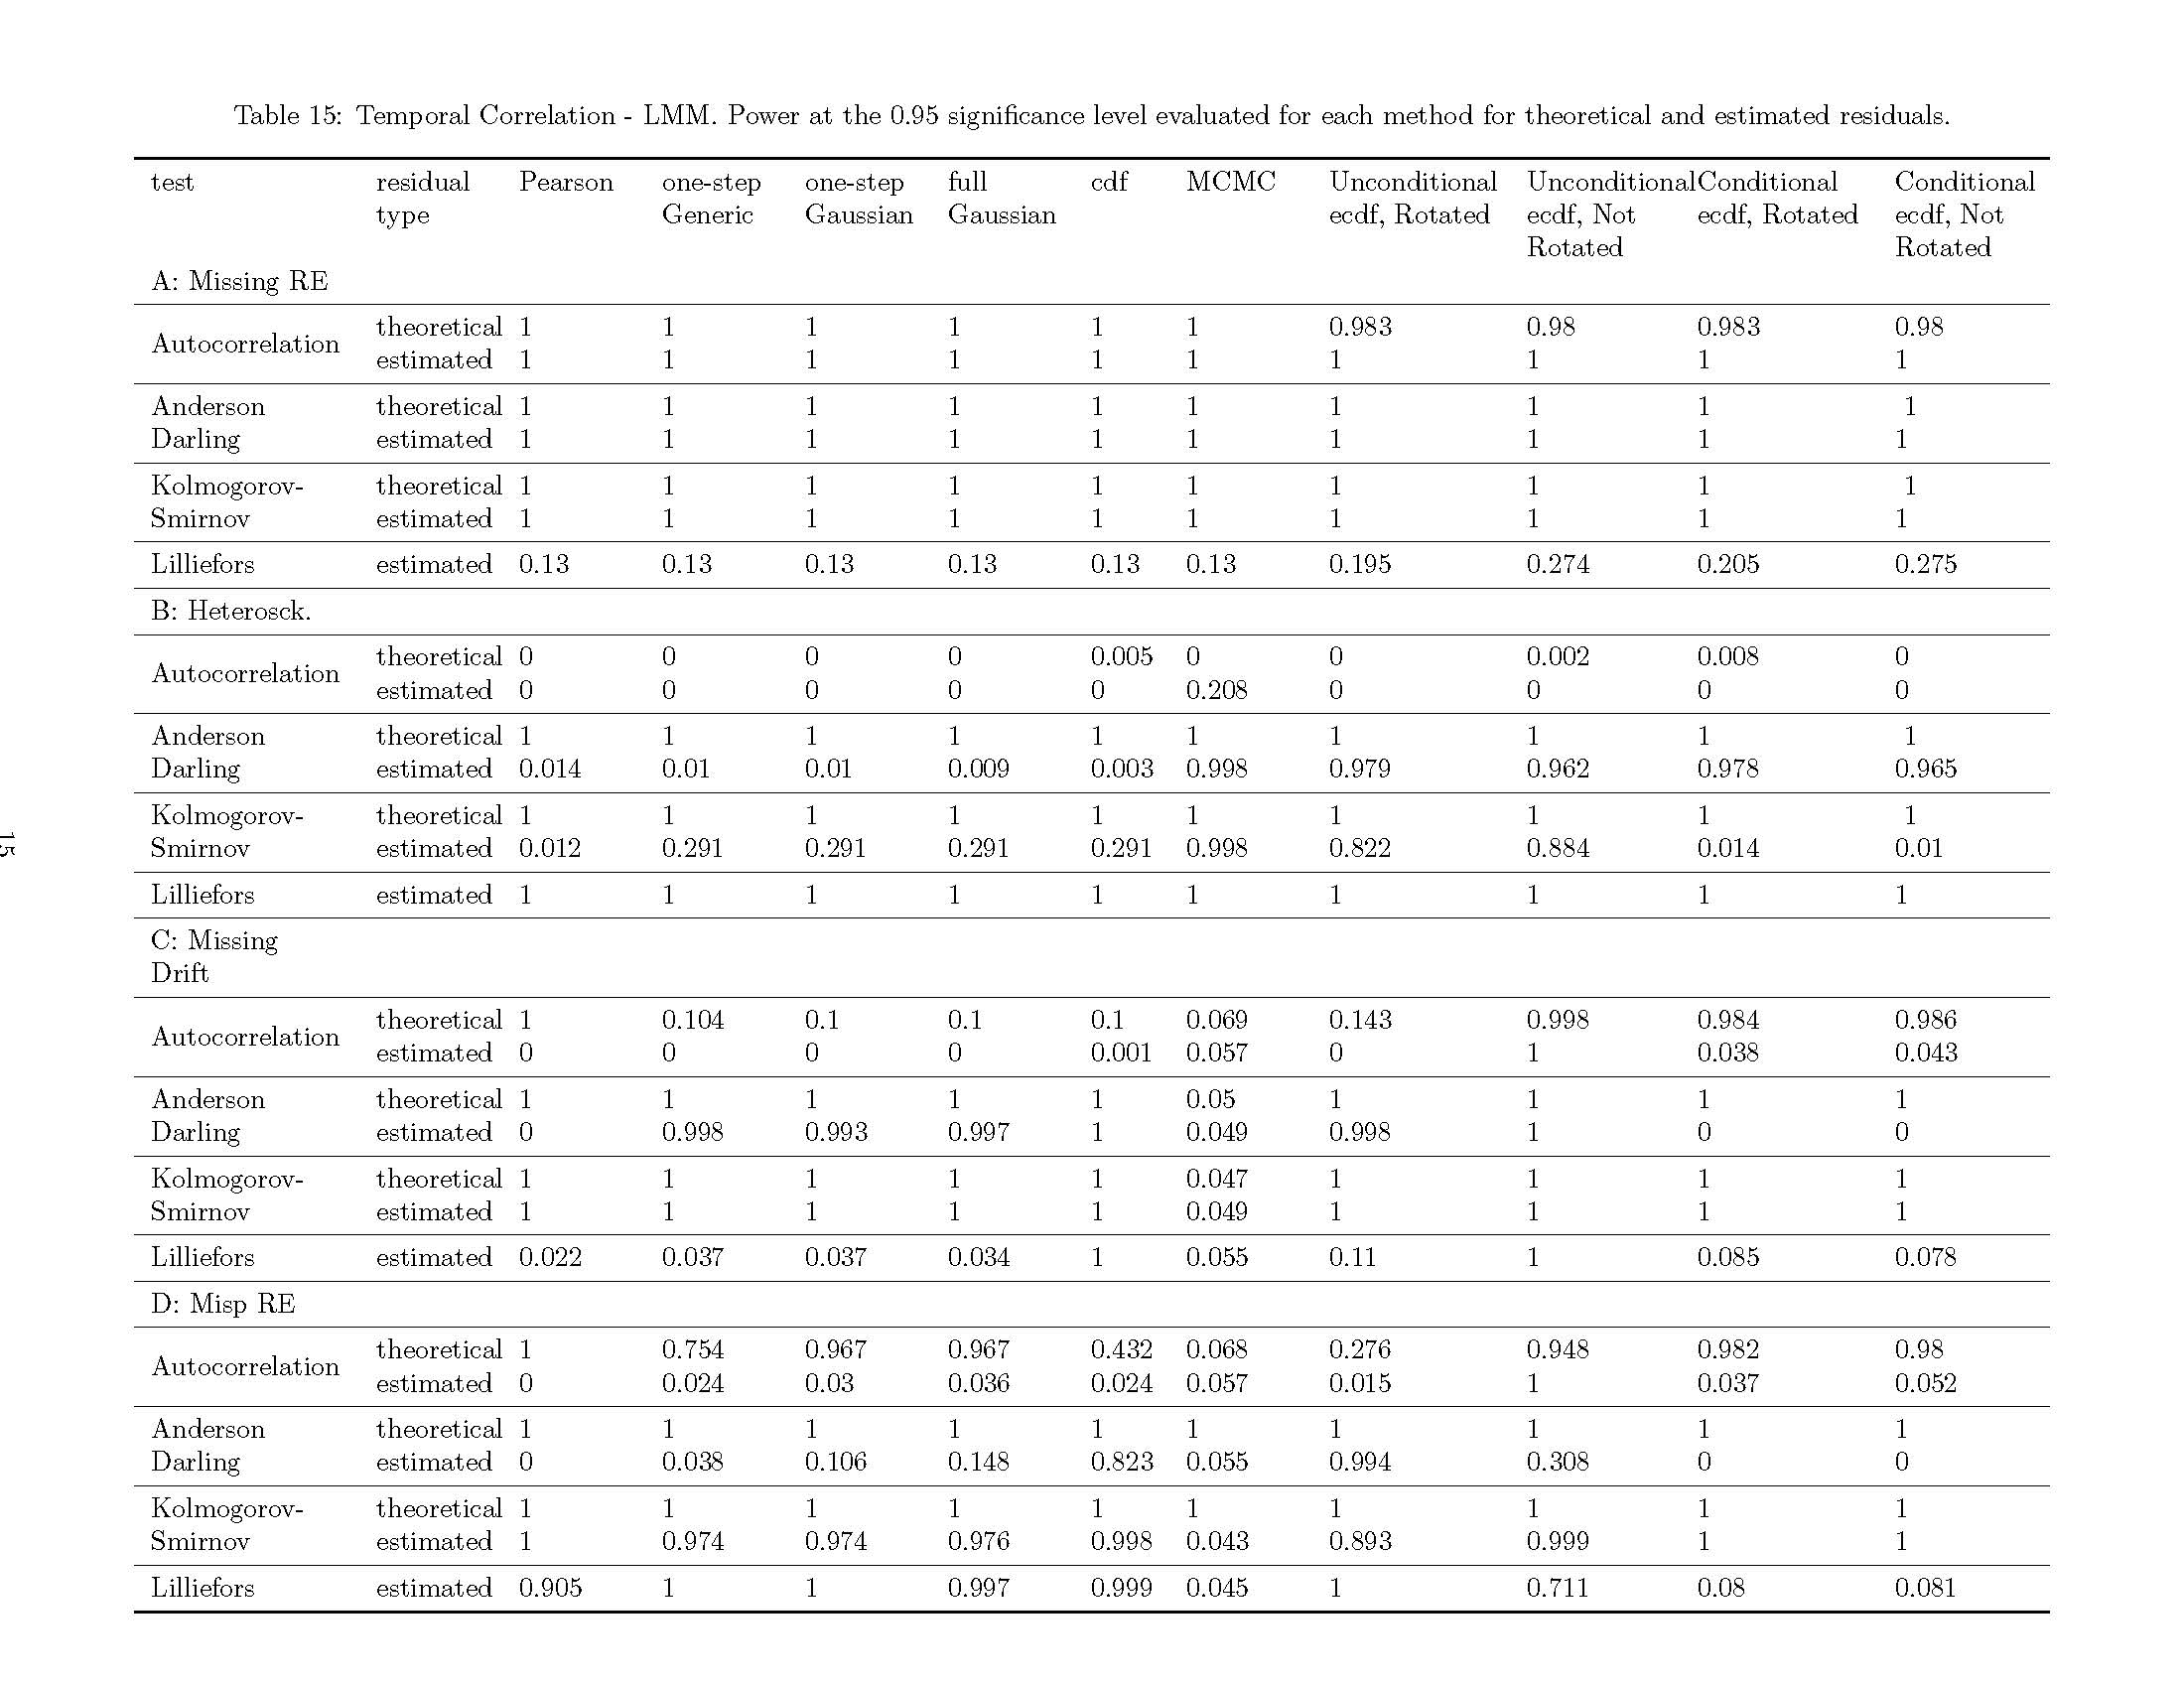 Table 15: Temporal Correlation - LMM. Power at the 0.95 significance level evaluated for each method for theoretical and estimated residuals.
test residual type Pearson one-step Generic one-step Gaussian full Gaussian cdf MCMC Unconditional ecdf, Rotated Unconditional ecdf, Not Rotated Conditional ecdf, Rotated Conditional ecdf, Not Rotated
A: Missing RE
Autocorrelation theoretical 1 1 1 1 1 1 0.983 0.98 0.983 0.98
estimated 1 1 1 1 1 1 1 1 1 1
Anderson theoretical 1 1 1 1 1 1 1 1 1 1
Darling estimated 1 1 1 1 1 1 1 1 1 1
Kolmogorov- theoretical 1 1 1 1 1 1 1 1 1 1
Smirnov estimated 1 1 1 1 1 1 1 1 1 1
Lilliefors estimated 0.13 0.13 0.13 0.13 0.13 0.13 0.195 0.274 0.205 0.275
B: Heterosck.
Autocorrelation theoretical 0 0 0 0 0.005 0 0 0.002 0.008 0
estimated 0 0 0 0 0 0.208 0 0 0 0
Anderson theoretical 1 1 1 1 1 1 1 1 1 1
Darling estimated 0.014 0.01 0.01 0.009 0.003 0.998 0.979 0.962 0.978 0.965
Kolmogorov- theoretical 1 1 1 1 1 1 1 1 1 1
Smirnov estimated 0.012 0.291 0.291 0.291 0.291 0.998 0.822 0.884 0.014 0.01
Lilliefors estimated 1 1 1 1 1 1 1 1 1 1
C: Missing
Drift
Autocorrelation theoretical 1 0.104 0.1 0.1 0.1 0.069 0.143 0.998 0.984 0.986
estimated 0 0 0 0 0.001 0.057 0 1 0.038 0.043
Anderson theoretical 1 1 1 1 1 0.05 1 1 1 1
Darling estimated 0 0.998 0.993 0.997 1 0.049 0.998 1 0 0
Kolmogorov- theoretical 1 1 1 1 1 0.047 1 1 1 1
Smirnov estimated 1 1 1 1 1 0.049 1 1 1 1
Lilliefors estimated 0.022 0.037 0.037 0.034 1 0.055 0.11 1 0.085 0.078
D: Misp RE
Autocorrelation theoretical 1 0.754 0.967 0.967 0.432 0.068 0.276 0.948 0.982 0.98
estimated 0 0.024 0.03 0.036 0.024 0.057 0.015 1 0.037 0.052
Anderson theoretical 1 1 1 1 1 1 1 1 1 1
Darling estimated 0 0.038 0.106 0.148 0.823 0.055 0.994 0.308 0 0
Kolmogorov- theoretical 1 1 1 1 1 1 1 1 1 1
Smirnov estimated 1 0.974 0.974 0.976 0.998 0.043 0.893 0.999 1 1
Lilliefors estimated 0.905 1 1 0.997 0.999 0.045 1 0.711 0.08 0.081
15